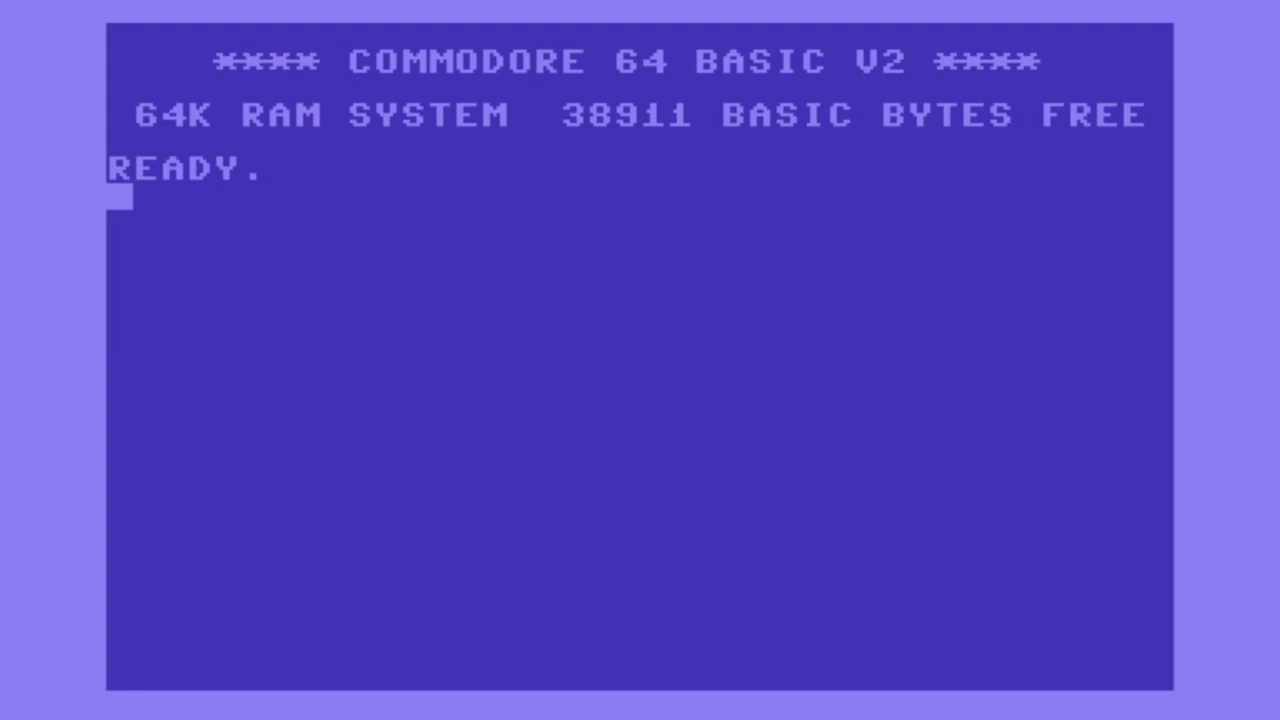 **** COMMODORE 64 BASIC V2 ****
64K RAM SYSTEM  38911 BASIC BYTES FREE
READY.